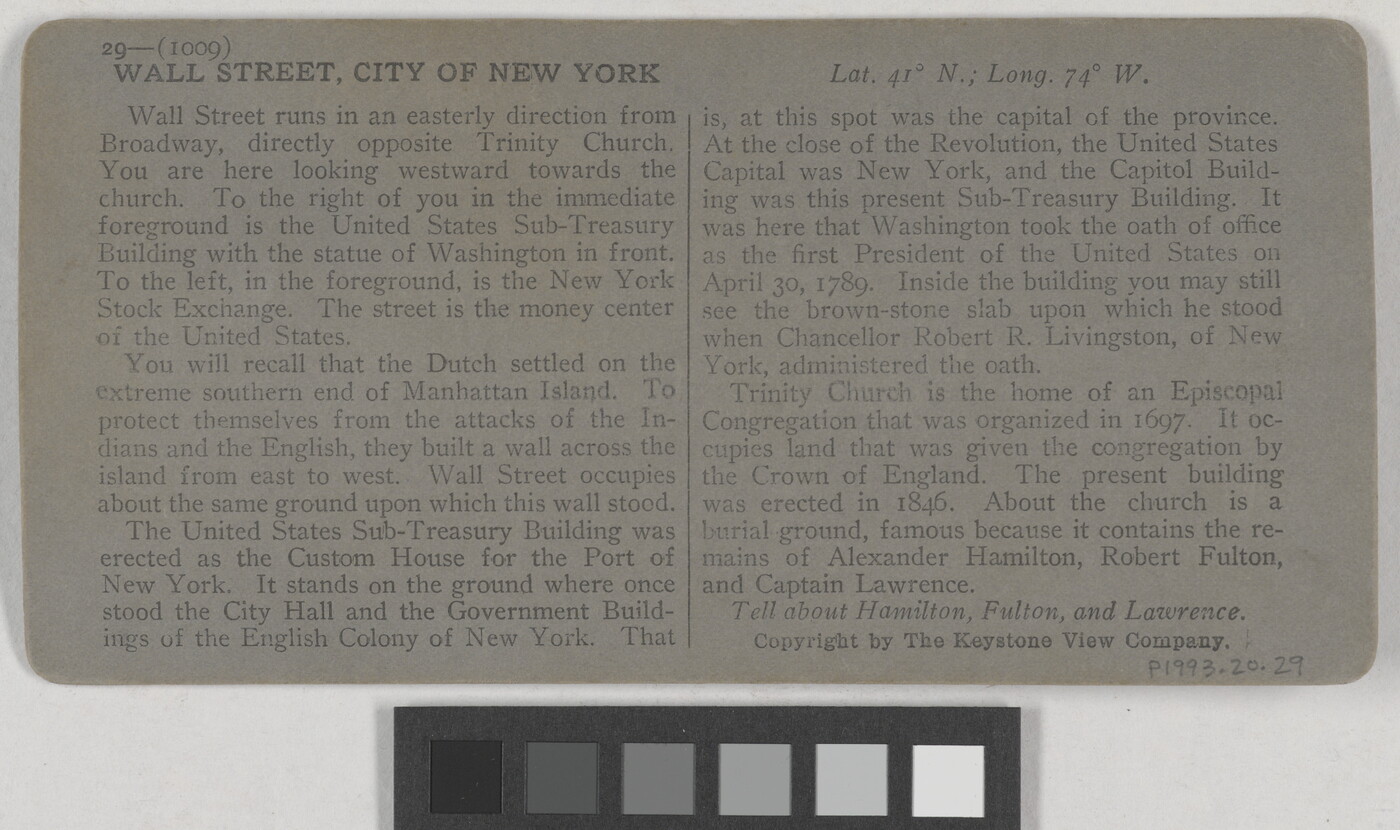 29—(1009)
WALL STREET, CITY OF NEW YORK
Lat. 41° N.; Long. 74° W.
Wall Street runs in an easterly direction from
Broadway, directly opposite Trinity Church.
You are here looking westward towards the
church. To the right of you in the immediate
foreground is the United States Sub-Treasury
Building with the statue of Washington in front.
To the left, in the foreground, is the New York
Stock Exchange. The street is the money center
of the United States.
You will recall that the Dutch settled on the
extreme southern end of Manhattan Island. To
protect themselves from the attacks of the In-
dians and the English, they built a wall across the
island from east to west. Wall Street occupies
about the same ground upon which this wall stood.
The United States Sub-Treasury Building was
erected as the Custom House for the Port of
New York. It stands on the ground where once
stood the City Hall and the Government Build-
ings of the English Colony of New York. That
is, at this spot was the capital of the province.
At the close of the Revolution, the United States
Capital was New York, and the Capitol Build-
ing was this present Sub-Treasury Building. It
was here that Washington took the oath of office
as the first President of the United States on
April 30, 1789. Inside the building you may still
see the brown-stone slab upon which he stood
when Chancellor Robert R. Livingston, of New
York, administered the oath.
Trinity Church is the home of an Episcopal
Congregation that was organized in 1697. It oc-
cupies land that was given the congregation by
the Crown of England. The present building
was erected in 1846. About the church is a
burial ground, famous because it contains the re-
mains of Alexander Hamilton, Robert Fulton,
and Captain Lawrence.
Tell about Hamilton, Fulton, and Lawrence.
Copyright by The Keystone View Company.
P1993.20.29